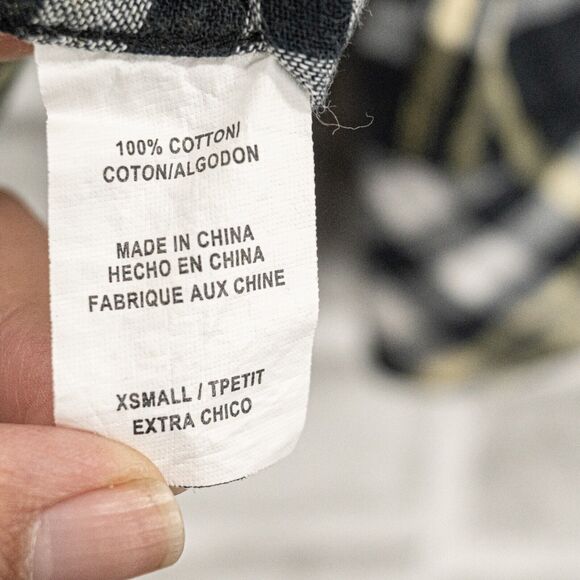 100% COTTON/
COTON/ALGODON
MADE IN CHINA
HECHO EN CHINA
FABRIQUE AUX CHINE
XSMALL / TPETIT
EXTRA CHICO